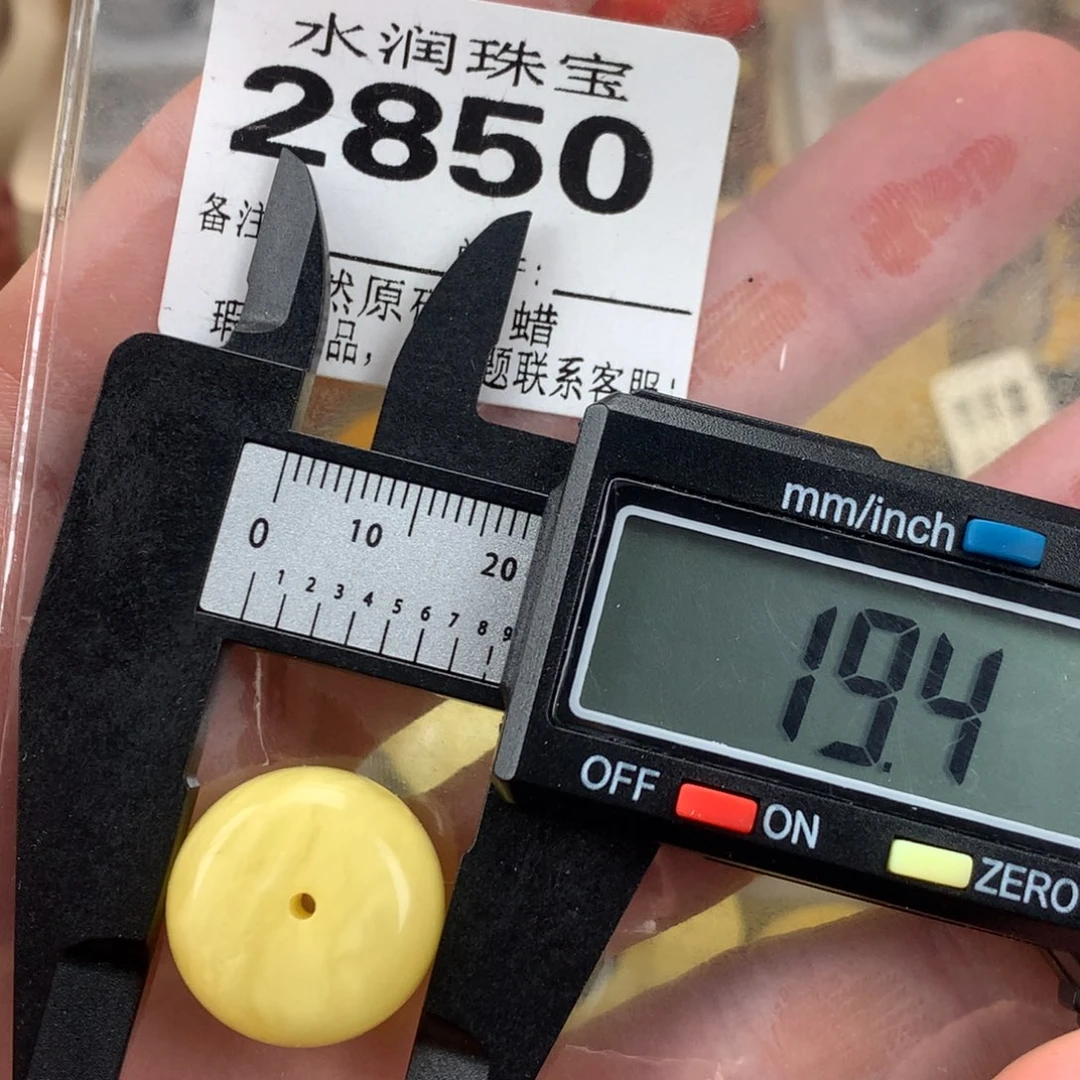 水润珠宝
2850
备注
：
然原 蜡
品， 题联系客服！
mm/inch
0 10 20
1 2 3 4 5 6 7 8 9
19.4
OFF ON
ZERO